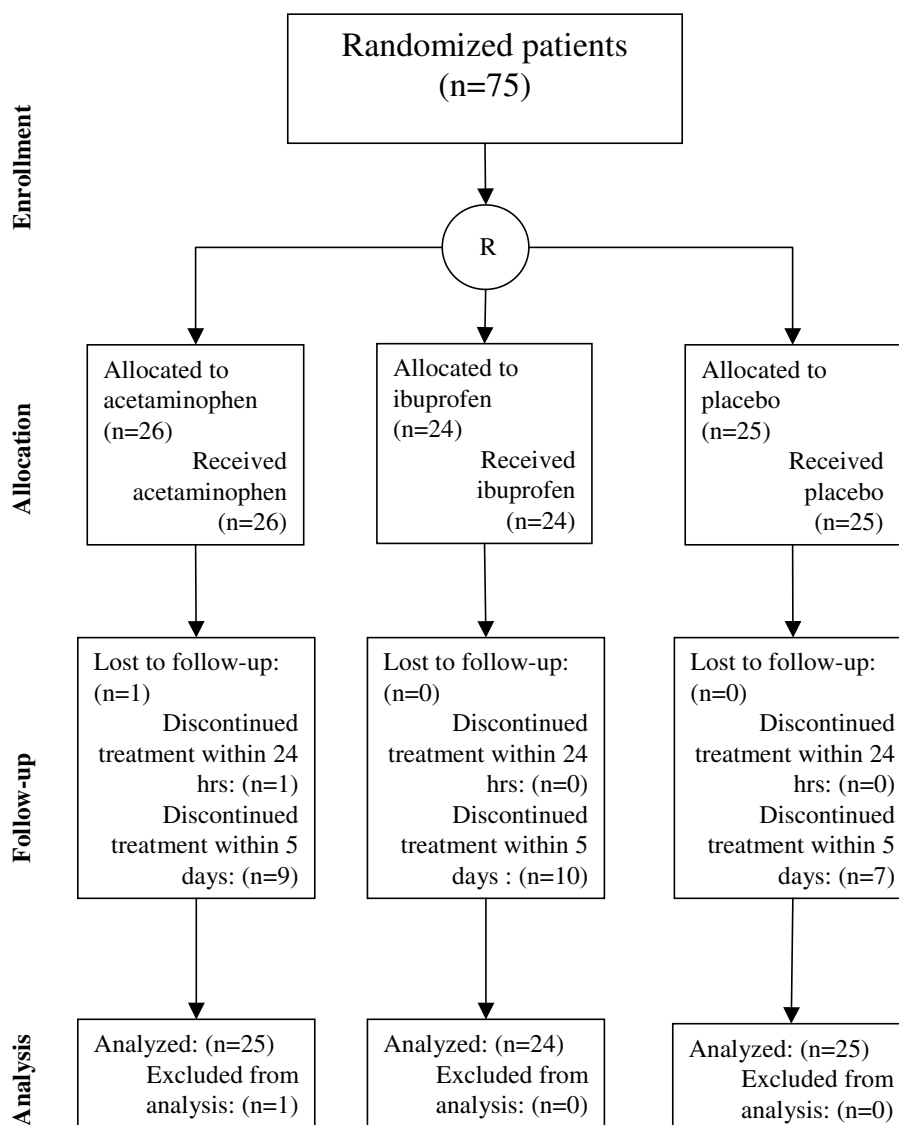 Randomized patients
(n=75)
Enrollment
R
Allocation
Allocated to
acetaminophen
(n=26)
Received
acetaminophen
(n=26)
Allocated to
ibuprofen
(n=24)
Received
ibuprofen
(n=24)
Allocated to
placebo
(n=25)
Received
placebo
(n=25)
Follow-up
Lost to follow-up:
(n=1)
Discontinued
treatment within 24
hrs: (n=1)
Discontinued
treatment within 5
days: (n=9)
Lost to follow-up:
(n=0)
Discontinued
treatment within 24
hrs: (n=0)
Discontinued
treatment within 5
days : (n=10)
Lost to follow-up:
(n=0)
Discontinued
treatment within 24
hrs: (n=0)
Discontinued
treatment within 5
days: (n=7)
Analysis
Analyzed: (n=25)
Excluded from
analysis: (n=1)
Analyzed: (n=24)
Excluded from
analysis: (n=0)
Analyzed: (n=25)
Excluded from
analysis: (n=0)